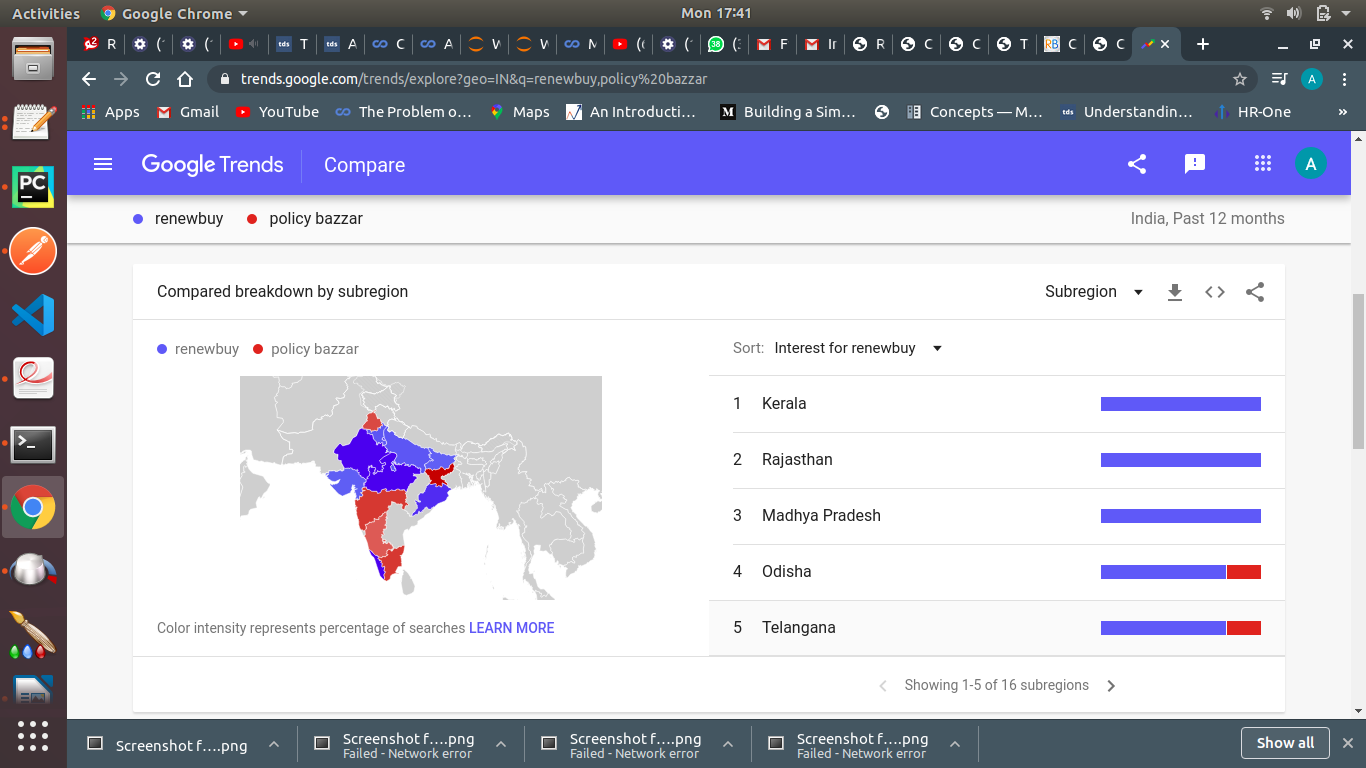 Activities Google Chrome Mon 17:41
R ( ( T A C A W W M ( ( ( F In R C C T C C
trends.google.com/trends/explore?geo=IN&q=renewbuy,policy%20bazzar A
Apps Gmail YouTube The Problem o... Maps An Introducti... Building a Sim... Concepts — M... Understandin... HR-One »
Google Trends Compare A
renewbuy policy bazzar India, Past 12 months
Compared breakdown by subregion Subregion
renewbuy policy bazzar Sort: Interest for renewbuy
1 Kerala
2 Rajasthan
3 Madhya Pradesh
4 Odisha
5 Telangana
Color intensity represents percentage of searches LEARN MORE
Showing 1-5 of 16 subregions
Screenshot f....png Screenshot f....png Screenshot f....png Screenshot f....png Show all
Failed - Network error Failed - Network error Failed - Network error